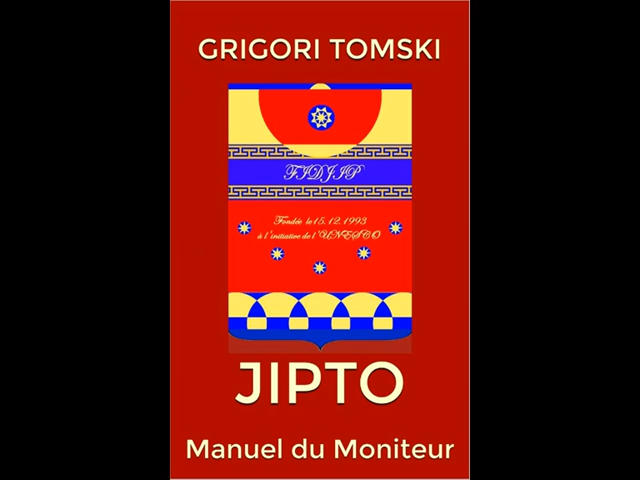 GRIGORI TOMSKI
FIDJIP
Fondée le 15.12.1993
à l'initiative de l'UNESCO
JIPTO
Manuel du Moniteur